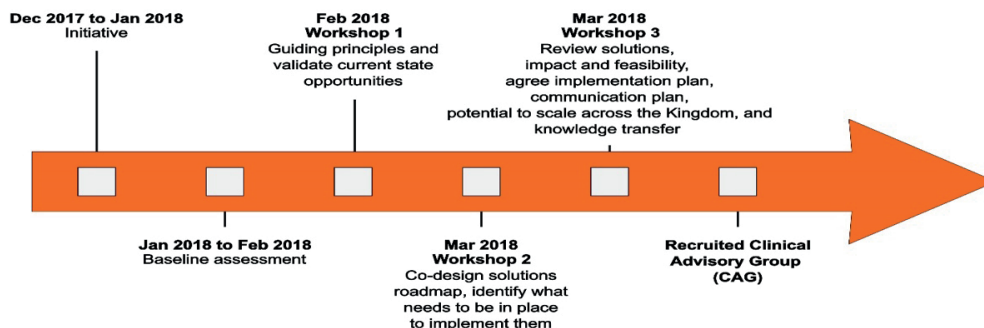 Dec 2017 to Jan 2018
Initiative
Feb 2018
Workshop 1
Guiding principles and
validate current state
opportunities
Mar 2018
Workshop 3
Review solutions,
impact and feasibility,
agree implementation plan,
communication plan,
potential to scale across the Kingdom, and
knowledge transfer
Jan 2018 to Feb 2018
Baseline assessment
Mar 2018
Workshop 2
Co-design solutions
roadmap, identify what
needs to be in place
to implement them
Recruited Clinical
Advisory Group
(CAG)